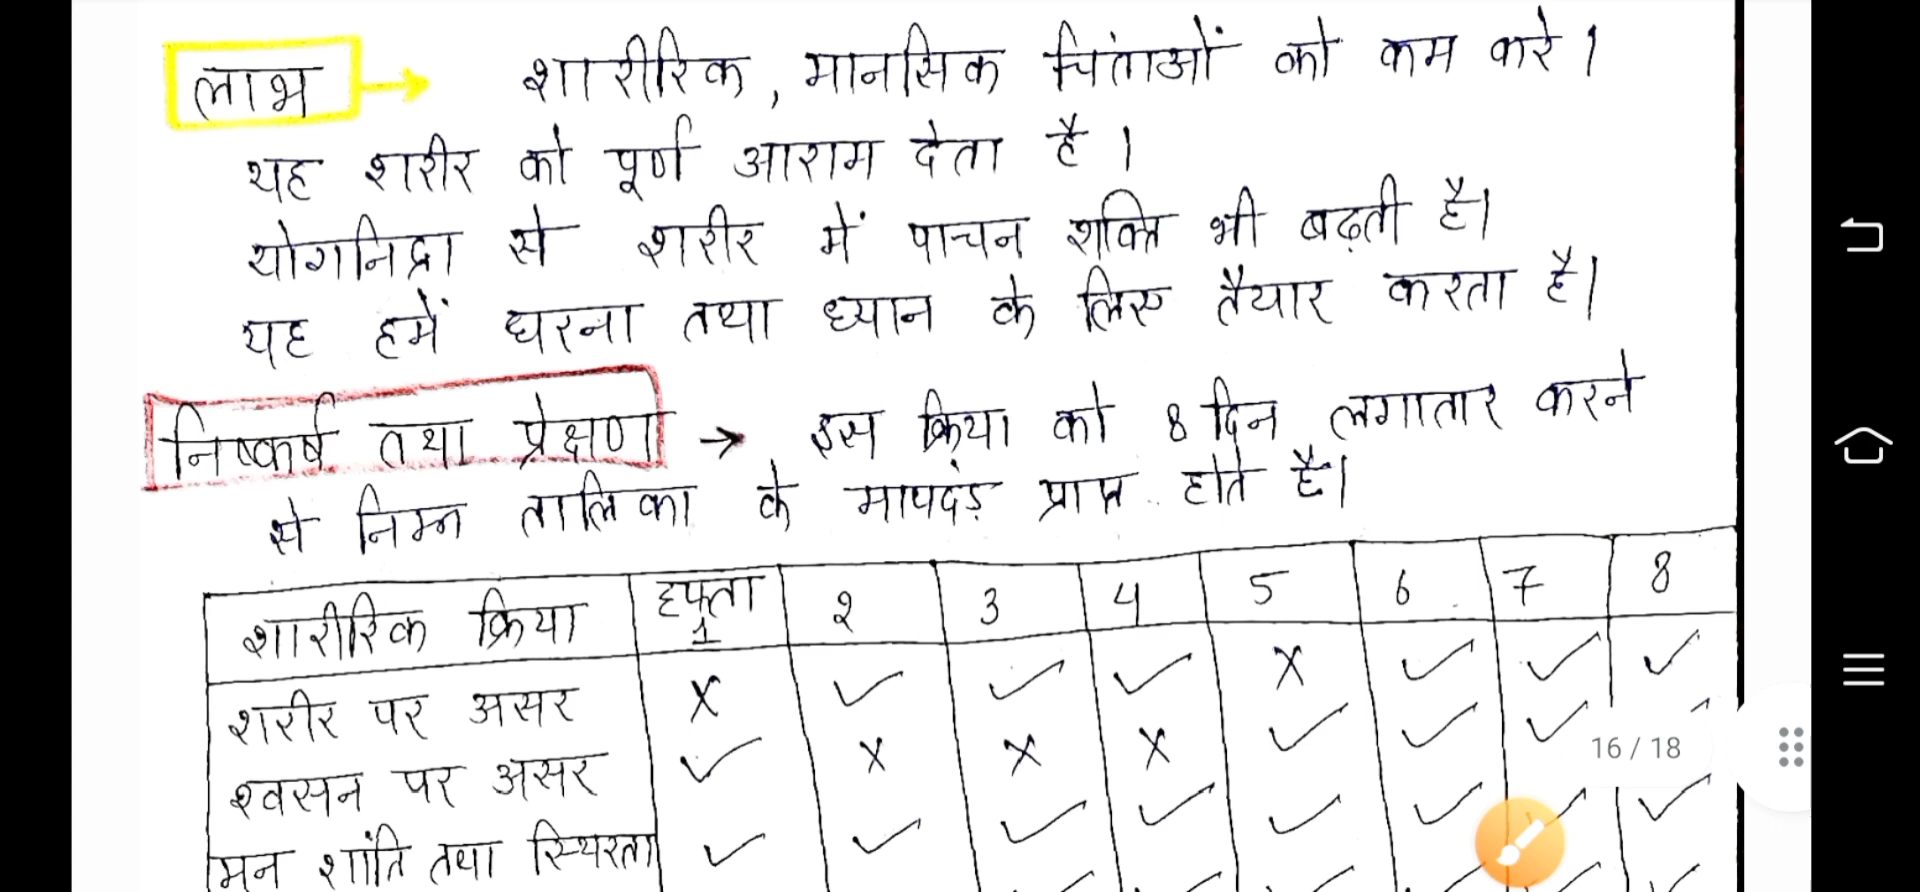 लाभ → शारीरिक, मानसिक चिंताओं को कम करे।
यह शरीर को पूर्ण आराम देता है।
योगनिद्रा से शरीर में पाचन शक्ति भी बढ़ती है।
यह हमें घरना तथा ध्यान के लिए तैयार करता है।
निष्कर्ष तथा प्रेक्षण → इस क्रिया को 8 दिन लगातार करने
से निम्न तालिका के मापदंड़ प्राप्त होते है।
शारीरिक क्रिया हफ्ता 1 2 3 4 5 6 7 8
शरीर पर असर x ✓ ✓ ✓ x ✓ ✓ ✓
श्वसन पर असर ✓ x x x ✓ ✓ ✓
मन शांति तथा स्थिरता ✓ ✓ ✓ ✓ ✓ ✓ ✓ ✓
16 / 18